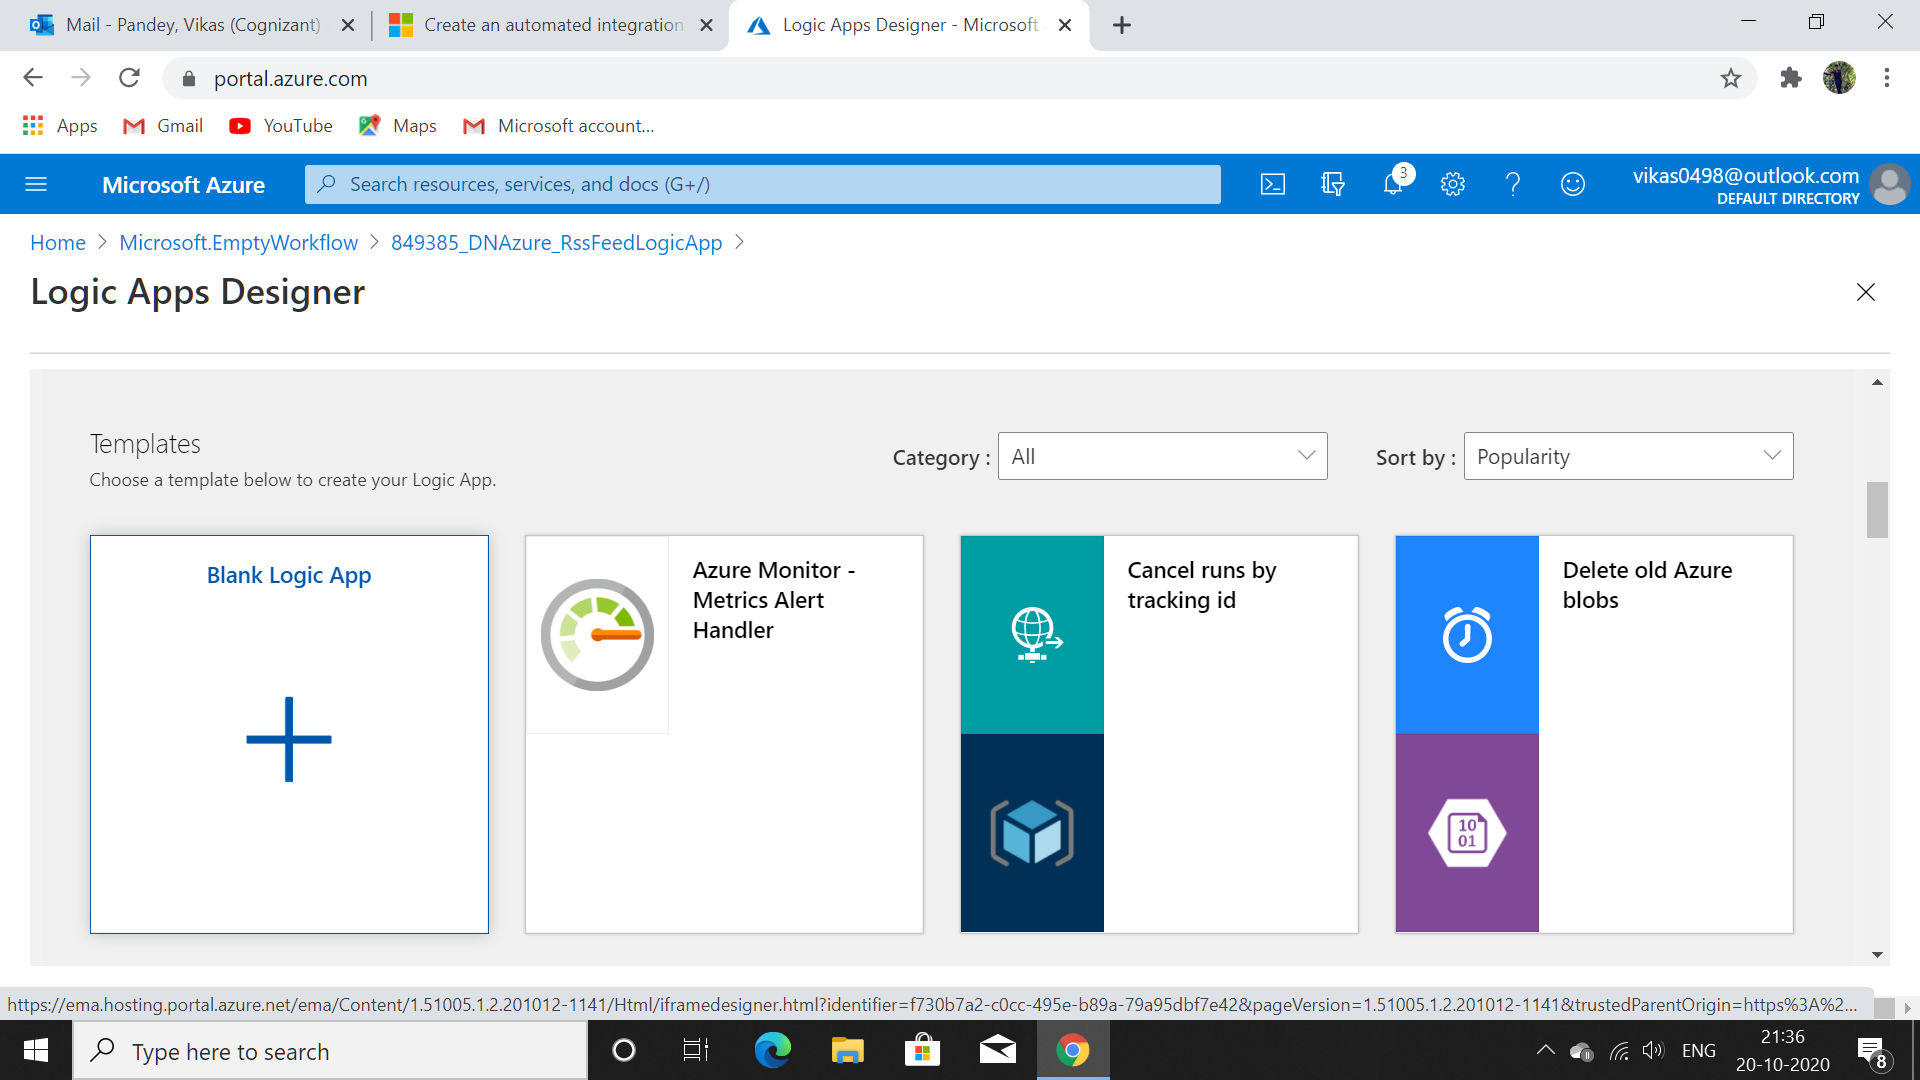 Mail - Pandey, Vikas (Cognizant)
Create an automated integration
Logic Apps Designer - Microsoft
portal.azure.com
Apps
Gmail
YouTube
Maps
Microsoft account...
Microsoft Azure
Search resources, services, and docs (G+/)
3
vikas0498@outlook.com
DEFAULT DIRECTORY
Home > Microsoft.EmptyWorkflow > 849385_DNAzure_RssFeedLogicApp >
Logic Apps Designer
Templates
Choose a template below to create your Logic App.
Category : All
Sort by : Popularity
Blank Logic App
Azure Monitor -
Metrics Alert
Handler
Cancel runs by
tracking id
Delete old Azure
blobs
10
01
https://ema.hosting.portal.azure.net/ema/Content/1.51005.1.2.201012-1141/Html/iframedesigner.html?identifier=f730b7a2-c0cc-495e-b89a-79a95dbf7e42&pageVersion=1.51005.1.2.201012-1141&trustedParentOrigin=https%3A%2...
Type here to search
ENG
21:36
20-10-2020
8